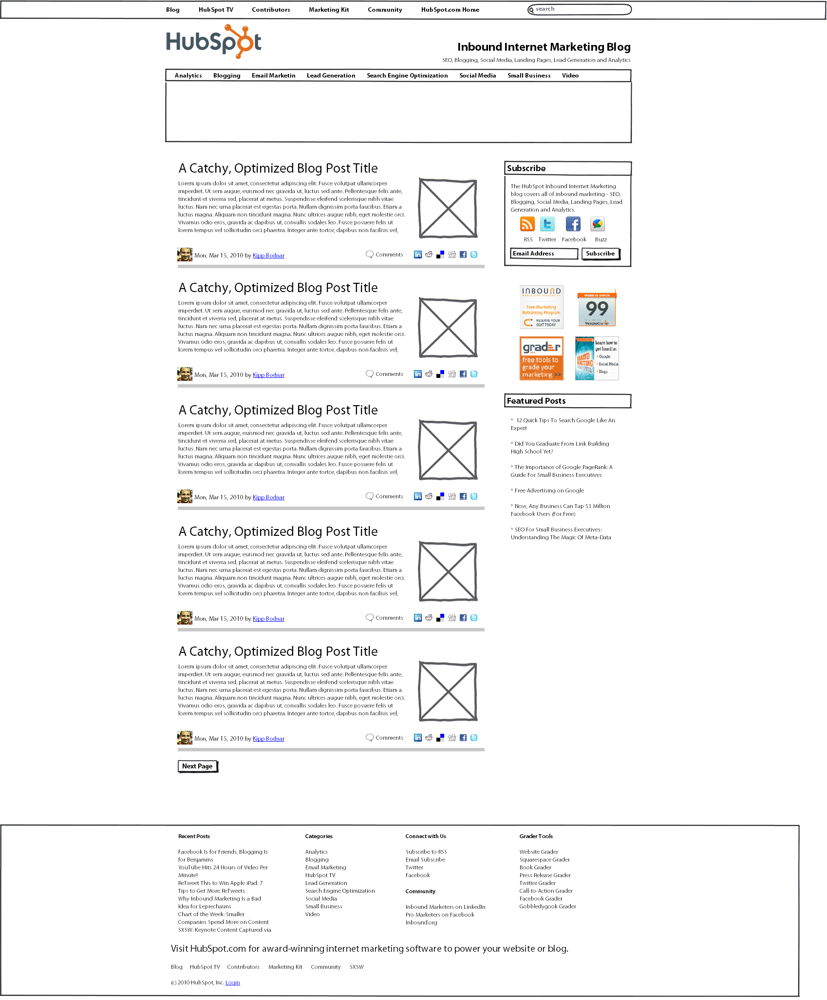 Blog HubSpot TV Contributors Marketing Kit Community HubSpot.com Home search
HubSpot
Inbound Internet Marketing Blog
SEO, Blogging, Social Media, Landing Pages, Lead Generation and Analytics
Analytics Blogging Email Marketin Lead Generation Search Engine Optimization Social Media Small Business Video
A Catchy, Optimized Blog Post Title
Lorem ipsum dolor sit amet, consectetur adipiscing elit. Fusce volutpat ullamcorper
imperdiet. Ut sem augue, euismod nec gravida ut, luctus sed ante. Pellentesque felis ante,
tincidunt et viverra sed, placerat at metus. Suspendisse eleifend scelerisque nibh vitae
luctus. Nam nec urna placerat est egestas porta. Nullam dignissim porta faucibus. Etiam a
luctus magna. Aliquam non tincidunt magna. Nunc ultrices augue nibh, eget molestie orci.
Vivamus odio eros, gravida ac dapibus ut, convallis sodales leo. Fusce posuere felis ut
lorem tempus vel sollicitudin orci pharetra. Integer ante tortor, dapibus non facilisis vel,
Mon, Mar 15, 2010 by Kipp Bodnar Comments
A Catchy, Optimized Blog Post Title
Lorem ipsum dolor sit amet, consectetur adipiscing elit. Fusce volutpat ullamcorper
imperdiet. Ut sem augue, euismod nec gravida ut, luctus sed ante. Pellentesque felis ante,
tincidunt et viverra sed, placerat at metus. Suspendisse eleifend scelerisque nibh vitae
luctus. Nam nec urna placerat est egestas porta. Nullam dignissim porta faucibus. Etiam a
luctus magna. Aliquam non tincidunt magna. Nunc ultrices augue nibh, eget molestie orci.
Vivamus odio eros, gravida ac dapibus ut, convallis sodales leo. Fusce posuere felis ut
lorem tempus vel sollicitudin orci pharetra. Integer ante tortor, dapibus non facilisis vel,
Mon, Mar 15, 2010 by Kipp Bodnar Comments
A Catchy, Optimized Blog Post Title
Lorem ipsum dolor sit amet, consectetur adipiscing elit. Fusce volutpat ullamcorper
imperdiet. Ut sem augue, euismod nec gravida ut, luctus sed ante. Pellentesque felis ante,
tincidunt et viverra sed, placerat at metus. Suspendisse eleifend scelerisque nibh vitae
luctus. Nam nec urna placerat est egestas porta. Nullam dignissim porta faucibus. Etiam a
luctus magna. Aliquam non tincidunt magna. Nunc ultrices augue nibh, eget molestie orci.
Vivamus odio eros, gravida ac dapibus ut, convallis sodales leo. Fusce posuere felis ut
lorem tempus vel sollicitudin orci pharetra. Integer ante tortor, dapibus non facilisis vel,
Mon, Mar 15, 2010 by Kipp Bodnar Comments
A Catchy, Optimized Blog Post Title
Lorem ipsum dolor sit amet, consectetur adipiscing elit. Fusce volutpat ullamcorper
imperdiet. Ut sem augue, euismod nec gravida ut, luctus sed ante. Pellentesque felis ante,
tincidunt et viverra sed, placerat at metus. Suspendisse eleifend scelerisque nibh vitae
luctus. Nam nec urna placerat est egestas porta. Nullam dignissim porta faucibus. Etiam a
luctus magna. Aliquam non tincidunt magna. Nunc ultrices augue nibh, eget molestie orci.
Vivamus odio eros, gravida ac dapibus ut, convallis sodales leo. Fusce posuere felis ut
lorem tempus vel sollicitudin orci pharetra. Integer ante tortor, dapibus non facilisis vel,
Mon, Mar 15, 2010 by Kipp Bodnar Comments
A Catchy, Optimized Blog Post Title
Lorem ipsum dolor sit amet, consectetur adipiscing elit. Fusce volutpat ullamcorper
imperdiet. Ut sem augue, euismod nec gravida ut, luctus sed ante. Pellentesque felis ante,
tincidunt et viverra sed, placerat at metus. Suspendisse eleifend scelerisque nibh vitae
luctus. Nam nec urna placerat est egestas porta. Nullam dignissim porta faucibus. Etiam a
luctus magna. Aliquam non tincidunt magna. Nunc ultrices augue nibh, eget molestie orci.
Vivamus odio eros, gravida ac dapibus ut, convallis sodales leo. Fusce posuere felis ut
lorem tempus vel sollicitudin orci pharetra. Integer ante tortor, dapibus non facilisis vel,
Mon, Mar 15, 2010 by Kipp Bodnar Comments
Next Page
Subscribe
The HubSpot Inbound Internet Marketing
blog covers all of inbound marketing - SEO,
Blogging, Social Media, Landing Pages, Lead
Generation and Analytics.
RSS Twitter Facebook Buzz
Email Address Subscribe
INBOUND
MARKETING UNIVERSITY
Free Marketing
Retraining Program
RESERVE YOUR
SEAT TODAY
WEBSITE GRADE
99
WebsiteGrader
grader
free tools to
grade your
marketing >>
INBOUND
MARKETING
Learn how to
get found in:
+ Google
+ Social Media
+ Blogs
Featured Posts
* 12 Quick Tips To Search Google Like An
Expert
* Did You Graduate From Link Building
High School Yet?
* The Importance of Google PageRank: A
Guide For Small Business Executives
* Free Advertising on Google
* Now, Any Business Can Tap 53 Million
Facebook Users (For Free)
* SEO For Small Business Executives:
Understanding The Magic Of Meta-Data
Recent Posts
Facebook Is for Friends, Blogging Is
for Benjamins
YouTube Hits 24 Hours of Video Per
Minute!
ReTweet This to Win Apple iPad: 7
Tips to Get More ReTweets
Why Inbound Marketing Is a Bad
Idea for Leprechauns
Chart of the Week: Smaller
Companies Spend More on Content
SXSW: Keynote Content Captured via
Categories
Analytics
Blogging
Email Marketing
HubSpot TV
Lead Generation
Search Engine Optimization
Social Media
Small Business
Video
Connect with Us
Subscribe to RSS
Email Subscribe
Twitter
Facebook
Community
Inbound Marketers on LinkedIn
Pro Marketers on Facebook
Inbound.org
Grader Tools
Website Grader
Squarespace Grader
Book Grader
Press Release Grader
Twitter Grader
Call-to-Action Grader
Facebook Grader
Gobbledygook Grader
Visit HubSpot.com for award-winning internet marketing software to power your website or blog.
Blog HubSpot TV Contributors Marketing Kit Community SXSW
(c) 2010 HubSpot, Inc. Login